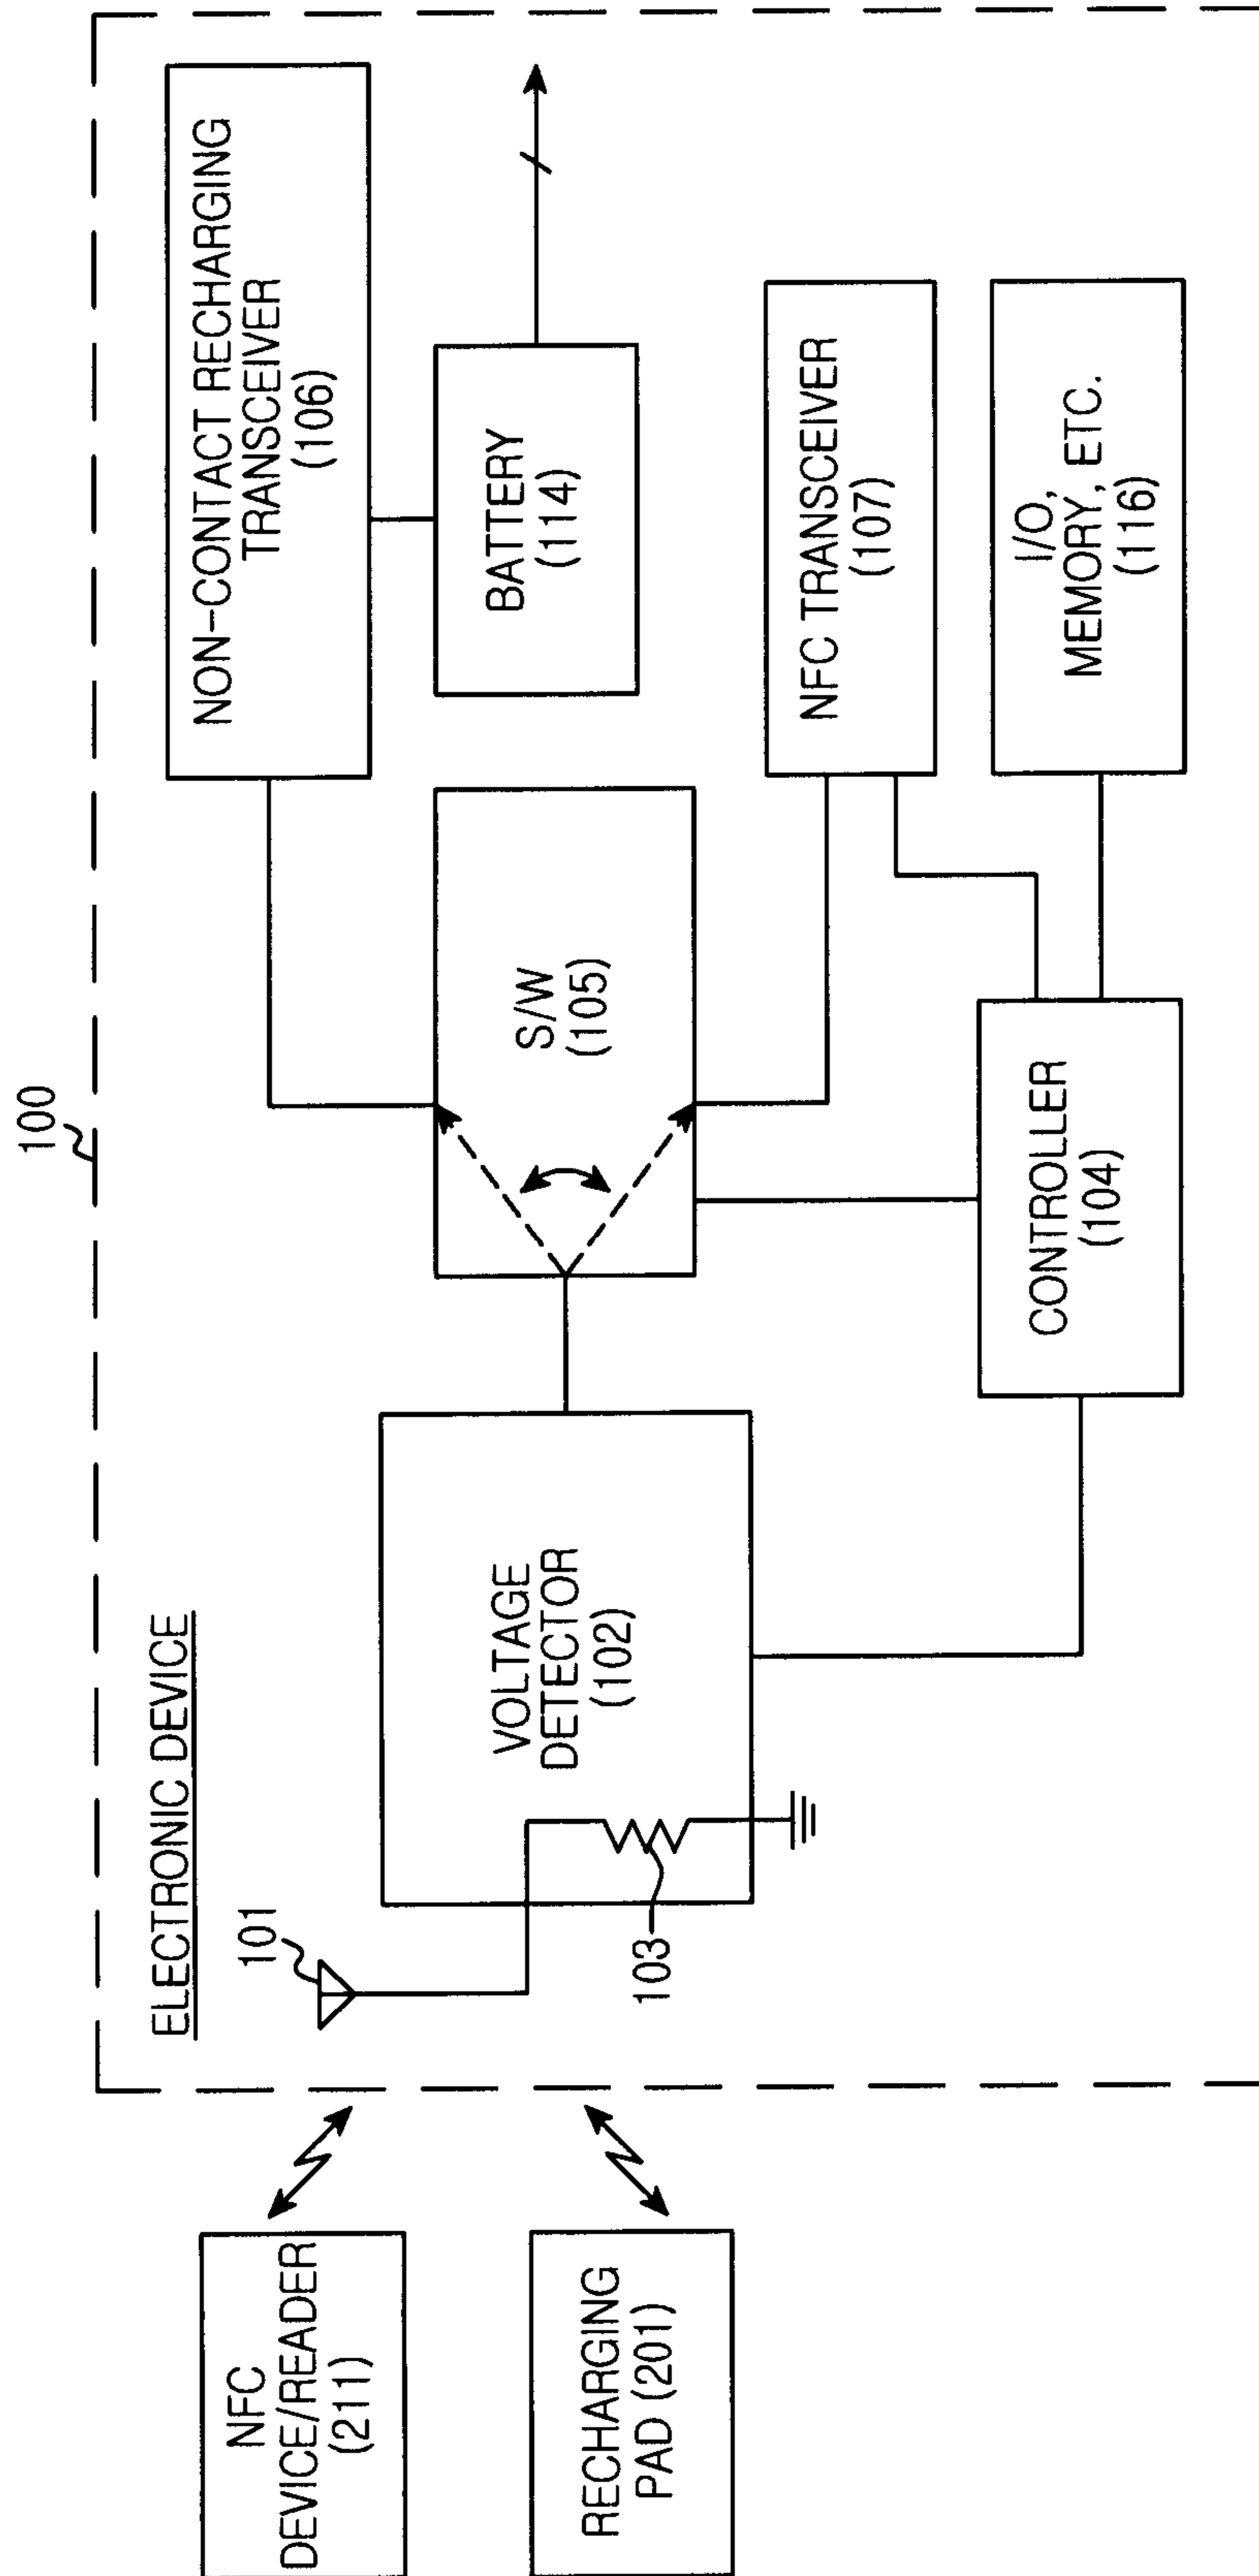 100
ELECTRONIC DEVICE
101
NFC
DEVICE/READER
(211)
RECHARGING
PAD (201)
VOLTAGE
DETECTOR
(102)
103
S/W
(105)
CONTROLLER
(104)
NON-CONTACT RECHARGING
TRANSCEIVER
(106)
BATTERY
(114)
NFC TRANSCEIVER
(107)
I/O,
MEMORY, ETC.
(116)